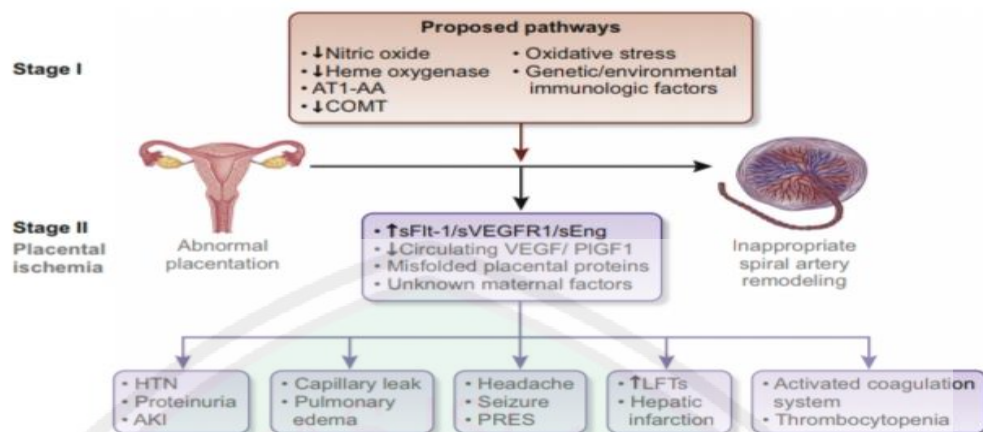 Proposed pathways
Stage I
• ↓Nitric oxide
• ↓Heme oxygenase
• AT1-AA
• ↓COMT
• Oxidative stress
• Genetic/environmental
immunologic factors
Stage II
Placental
ischemia
Abnormal
placentation
• ↑sFlt-1/sVEGFR1/sEng
• ↓Circulating VEGF/ PIGF1
• Misfolded placental proteins
• Unknown maternal factors
Inappropriate
spiral artery
remodeling
• HTN
• Proteinuria
• AKI
• Capillary leak
• Pulmonary
edema
• Headache
• Seizure
• PRES
• ↑LFTs
• Hepatic
infarction
• Activated coagulation
system
• Thrombocytopenia